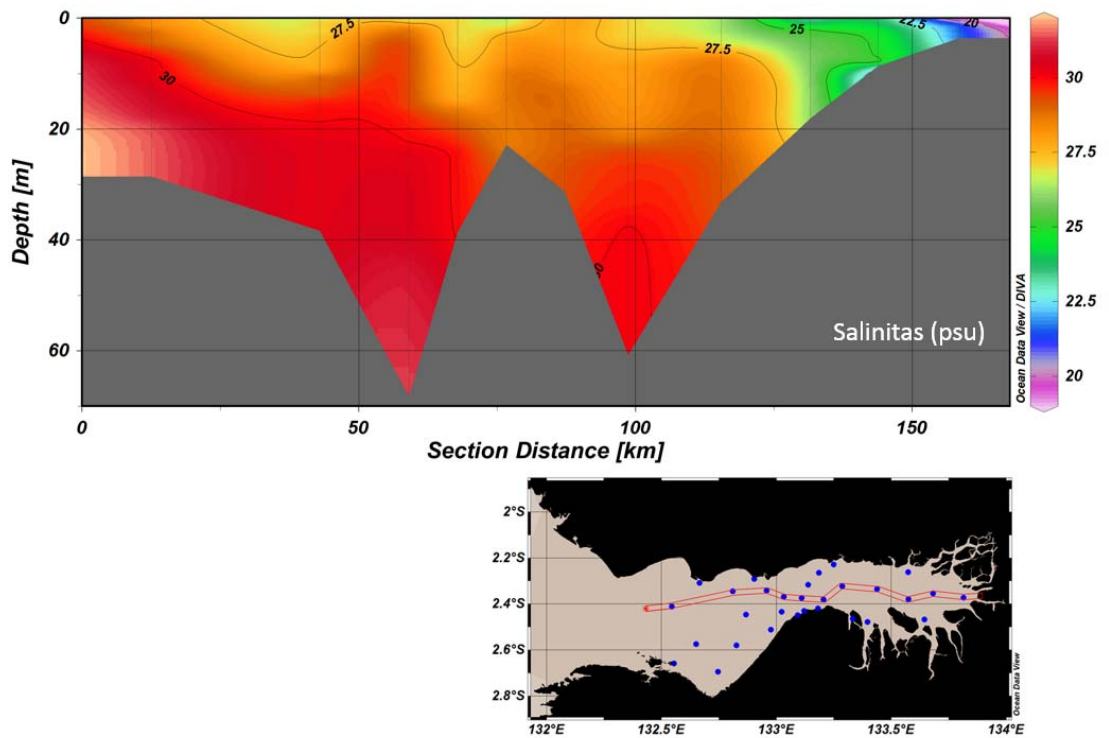 0
20
40
60
Depth [m]
27.5
30
27.5
25
22.5
20
30
27.5
25
22.5
20
Ocean Data View / DIVA
Salinitas (psu)
0
50
100
150
Section Distance [km]
2°S
2.2°S
2.4°S
2.6°S
2.8°S
132°E
132.5°E
133°E
133.5°E
134°E
Ocean Data View